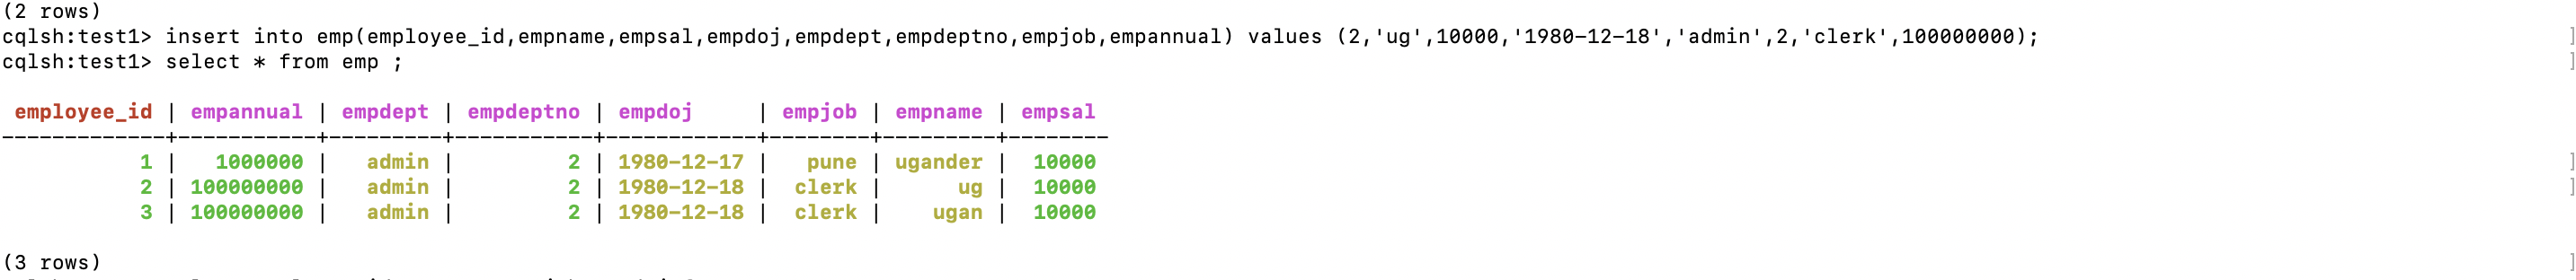 (2 rows)
cqlsh:test1> insert into emp(employee_id,empname,empsal,empdoj,empdept,empdeptno,empjob,empannual) values (2,'ug',10000,'1980-12-18','admin',2,'clerk',100000000);
cqlsh:test1> select * from emp ;
employee_id | empannual | empdept | empdeptno | empdoj | empjob | empname | empsal
-------------+-----------+---------+-----------+------------+--------+---------+--------
1 | 1000000 | admin | 2 | 1980-12-17 | pune | ugander | 10000
2 | 100000000 | admin | 2 | 1980-12-18 | clerk | ug | 10000
3 | 100000000 | admin | 2 | 1980-12-18 | clerk | ugan | 10000
(3 rows)